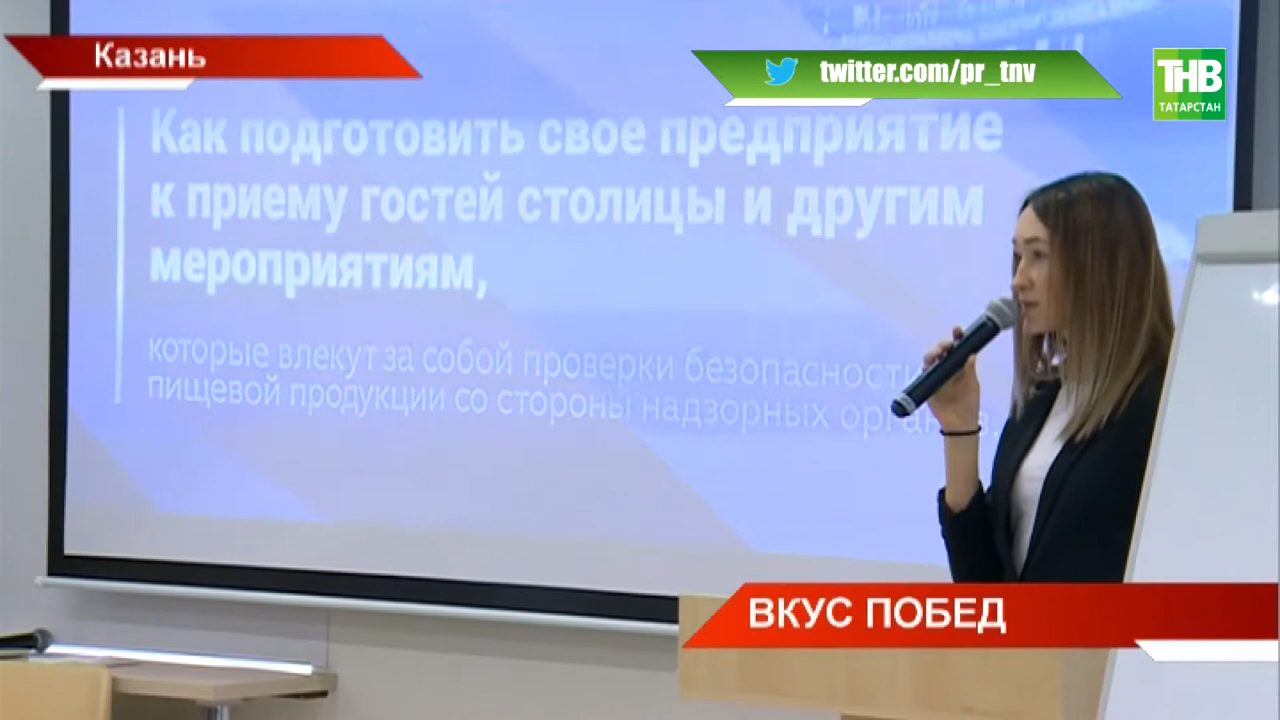 Казань
twitter.com/pr_tnv
ТНВ
ТАТАРСТАН
Как подготовить свое предприятие
к приему гостей столицы и другим
мероприятиям,
которые влекут за собой проверки безопасности
пищевой продукции со стороны надзорных
ВКУС ПОБЕД